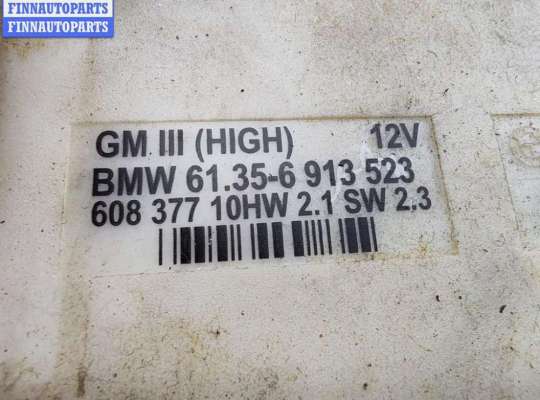 FINNAUTOPARTS
FINNAUTOPARTS
GM III (HIGH) 12V
BMW 61.35-6 913 523
608 377 10HW 2.1 SW 2.3